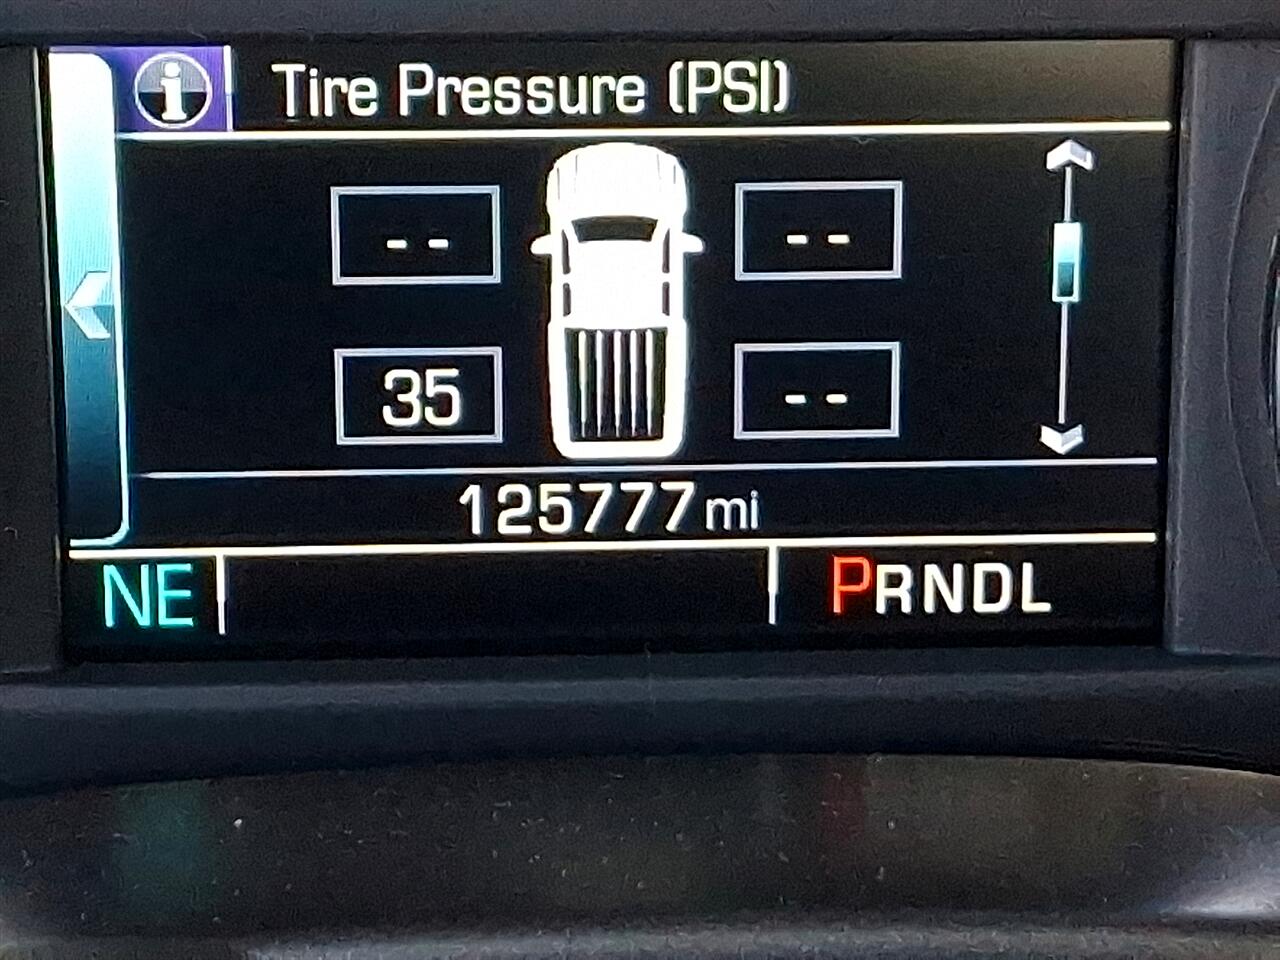 i Tire Pressure (PSI)
-- --
35 --
125777 mi
NE PRNDL